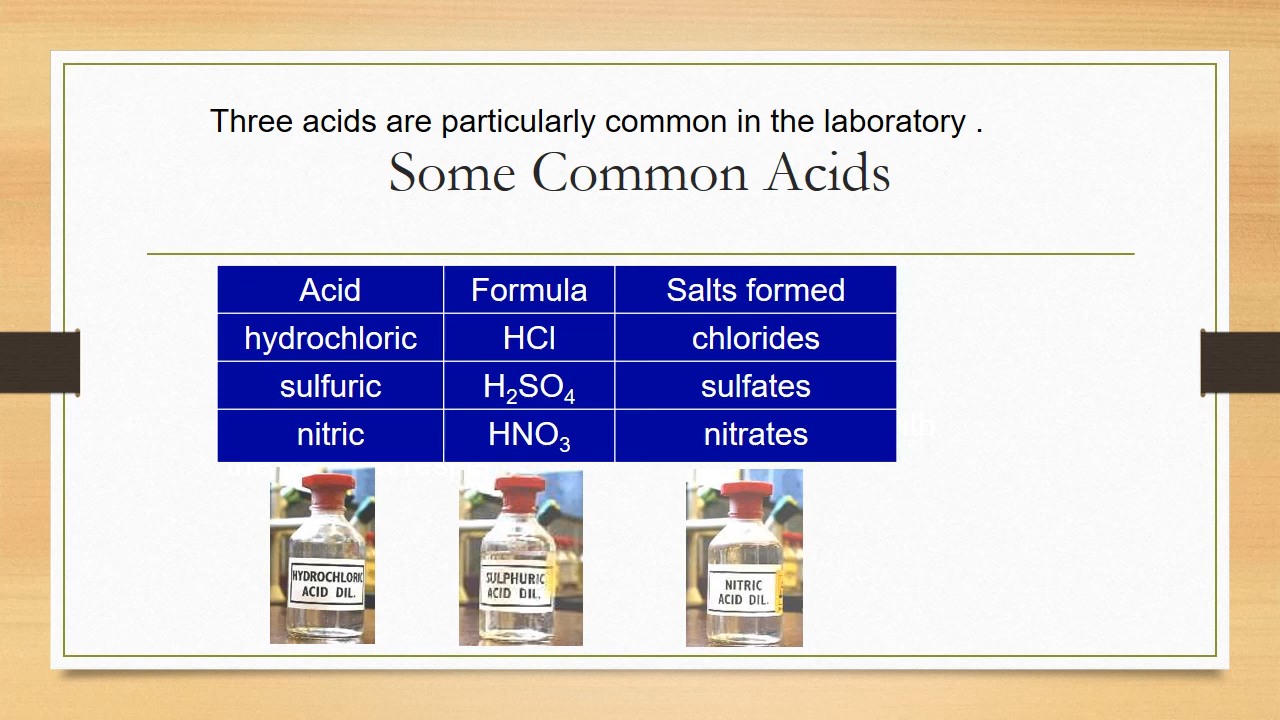 Three acids are particularly common in the laboratory .
Some Common Acids
Acid Formula Salts formed
hydrochloric HCl chlorides
sulfuric H₂SO₄ sulfates
nitric HNO₃ nitrates
HYDROCHLORIC
ACID DIL.
SULPHURIC
ACID DIL.
NITRIC
ACID DIL.